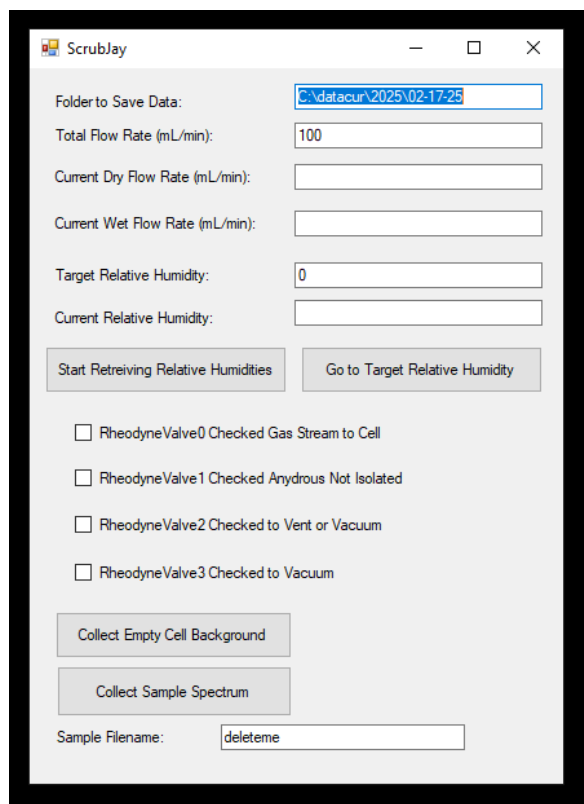 ScrubJay
Folder to Save Data: C:\datacur\2025\02-17-25
Total Flow Rate (mL/min): 100
Current Dry Flow Rate (mL/min):
Current Wet Flow Rate (mL/min):
Target Relative Humidity: 0
Current Relative Humidity:
Start Retreiving Relative Humidities Go to Target Relative Humidity
RheodyneValve0 Checked Gas Stream to Cell
RheodyneValve1 Checked Anydrous Not Isolated
RheodyneValve2 Checked to Vent or Vacuum
RheodyneValve3 Checked to Vacuum
Collect Empty Cell Background
Collect Sample Spectrum
Sample Filename: deleteme